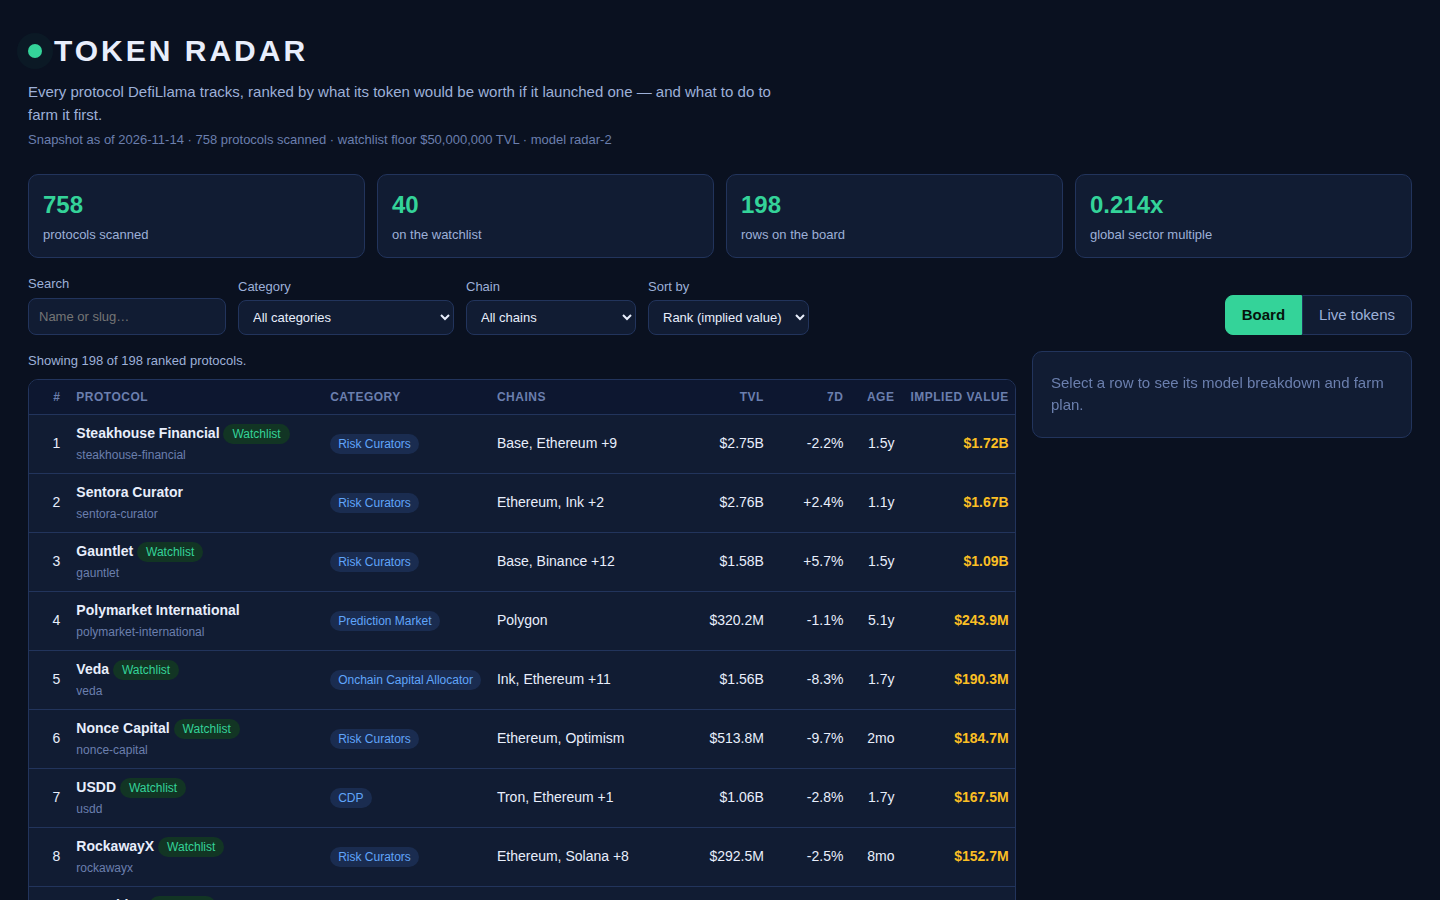 TOKEN RADAR
Every protocol DefiLlama tracks, ranked by what its token would be worth if it launched one — and what to do to
farm it first.
Snapshot as of 2026-11-14 · 758 protocols scanned · watchlist floor $50,000,000 TVL · model radar-2
758
protocols scanned
40
on the watchlist
198
rows on the board
0.214x
global sector multiple
Search
Name or slug…
Category
All categories
Chain
All chains
Sort by
Rank (implied value)
Board
Live tokens
Showing 198 of 198 ranked protocols.
Select a row to see its model breakdown and farm
plan.
# PROTOCOL CATEGORY CHAINS TVL 7D AGE IMPLIED VALUE
1 Steakhouse Financial Watchlist Risk Curators Base, Ethereum +9 $2.75B -2.2% 1.5y $1.72B
steakhouse-financial
2 Sentora Curator Risk Curators Ethereum, Ink +2 $2.76B +2.4% 1.1y $1.67B
sentora-curator
3 Gauntlet Watchlist Risk Curators Base, Binance +12 $1.58B +5.7% 1.5y $1.09B
gauntlet
4 Polymarket International Prediction Market Polygon $320.2M -1.1% 5.1y $243.9M
polymarket-international
5 Veda Watchlist Onchain Capital Allocator Ink, Ethereum +11 $1.56B -8.3% 1.7y $190.3M
veda
6 Nonce Capital Watchlist Risk Curators Ethereum, Optimism $513.8M -9.7% 2mo $184.7M
nonce-capital
7 USDD Watchlist CDP Tron, Ethereum +1 $1.06B -2.8% 1.7y $167.5M
usdd
8 RockawayX Watchlist Risk Curators Ethereum, Solana +8 $292.5M -2.5% 8mo $152.7M
rockawayx